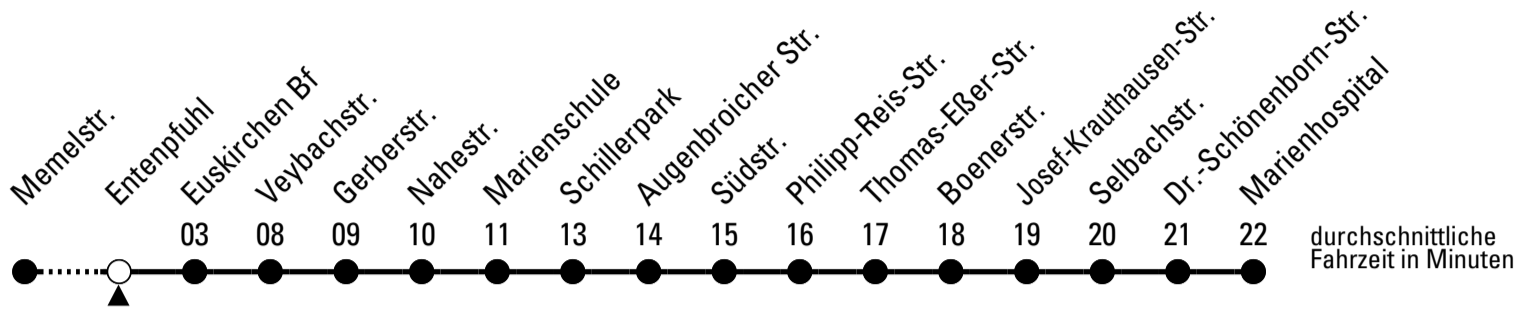 Memelstr.
Entenpfuhl
Euskirchen Bf
Veybachstr.
Gerberstr.
Nahestr.
Marienschule
Schillerpark
Augenbroicher Str.
Südstr.
Philipp-Reis-Str.
Thomas-Eßer-Str.
Boenerstr.
Josef-Krauthausen-Str.
Selbachstr.
Dr.-Schönenborn-Str.
Marienhospital
03 08 09 10 11 13 14 15 16 17 18 19 20 21 22
durchschnittliche
Fahrzeit in Minuten